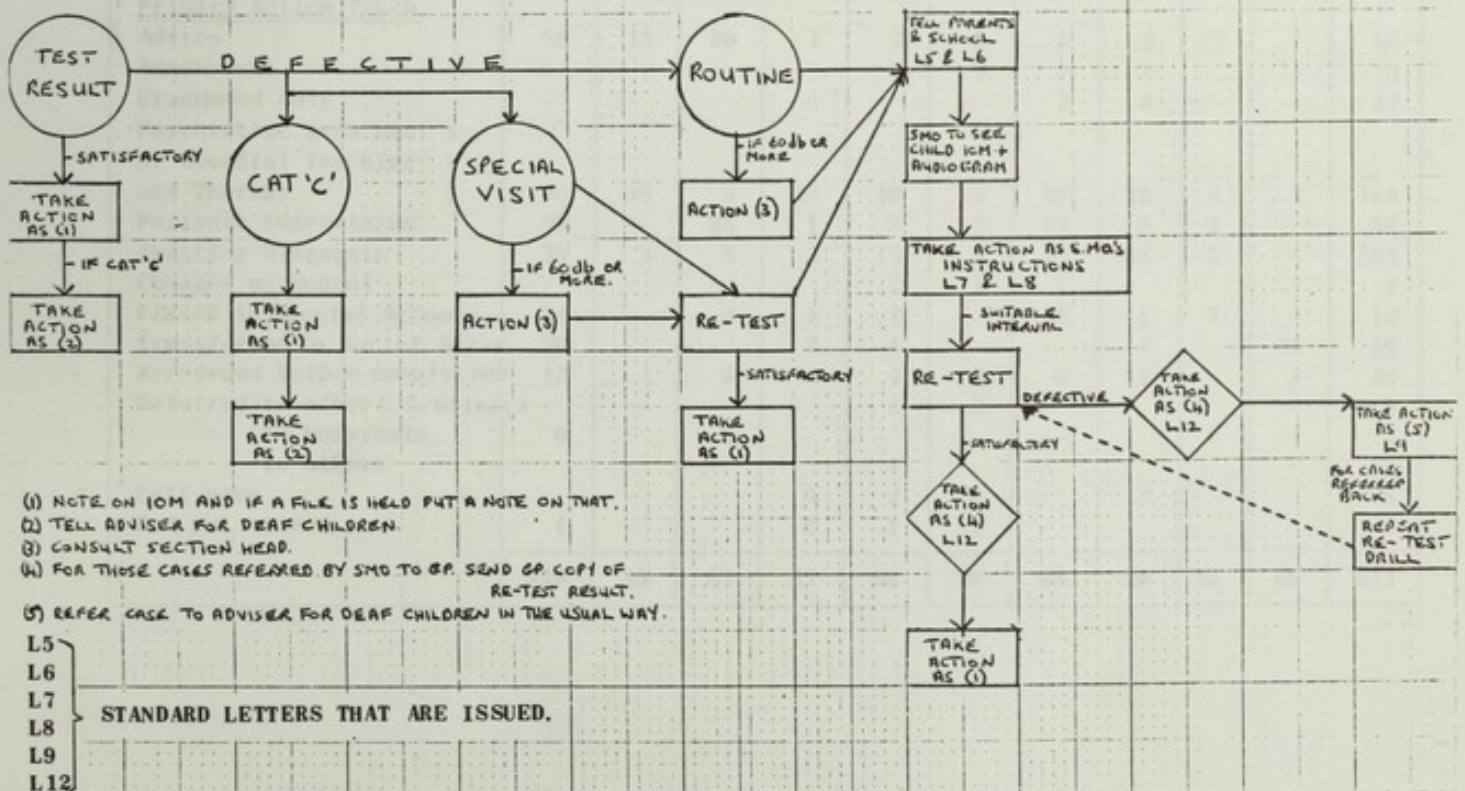 TEST
RESULT
DEFECTIVE
ROUTINE
TELL PARENTS
& SCHOOL
L5 & L6
SATISFACTORY
CAT 'C'
SPECIAL
VISIT
IF 60db OR
MORE
SMO TO SEE
CHILD 10M +
AUDIOGRAM
TAKE
ACTION
AS (1)
ACTION (3)
IF CAT 'C'
IF 60db OR
MORE.
TAKE ACTION AS S.MO'S
INSTRUCTIONS
L7 & L8
TAKE
ACTION
AS (2)
TAKE
ACTION
AS (1)
ACTION (3)
RE-TEST
SUITABLE
INTERVAL
SATISFACTORY
RE-TEST
DEFECTIVE
TAKE
ACTION
AS (4)
L12
TAKE ACTION
AS (5)
L9
TAKE
ACTION
AS (2)
TAKE
ACTION
AS (1)
SATISFACTORY
FOR CASES
REFERRED
BACK
TAKE
ACTION
AS (4)
L12
REPEAT
RE-TEST
DRILL
TAKE
ACTION
AS (1)
(1) NOTE ON 10M AND IF A FILE IS HELD PUT A NOTE ON THAT.
(2) TELL ADVISER FOR DEAF CHILDREN.
(3) CONSULT SECTION HEAD.
(4) FOR THOSE CASES REFERRED BY SMO TO GP. SEND GP. COPY OF
RE-TEST RESULT.
(5) REFER CASE TO ADVISER FOR DEAF CHILDREN IN THE USUAL WAY.
L5
L6
L7
L8
L9
L12
STANDARD LETTERS THAT ARE ISSUED.